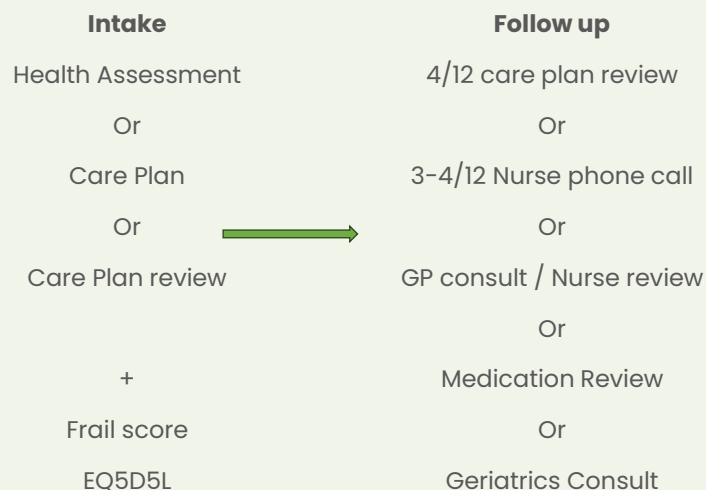 Intake
Health Assessment
Or
Care Plan
Or
Care Plan review
+
Frail score
EQ5D5L
Follow up
4/12 care plan review
Or
3-4/12 Nurse phone call
Or
GP consult / Nurse review
Or
Medication Review
Or
Geriatrics Consult